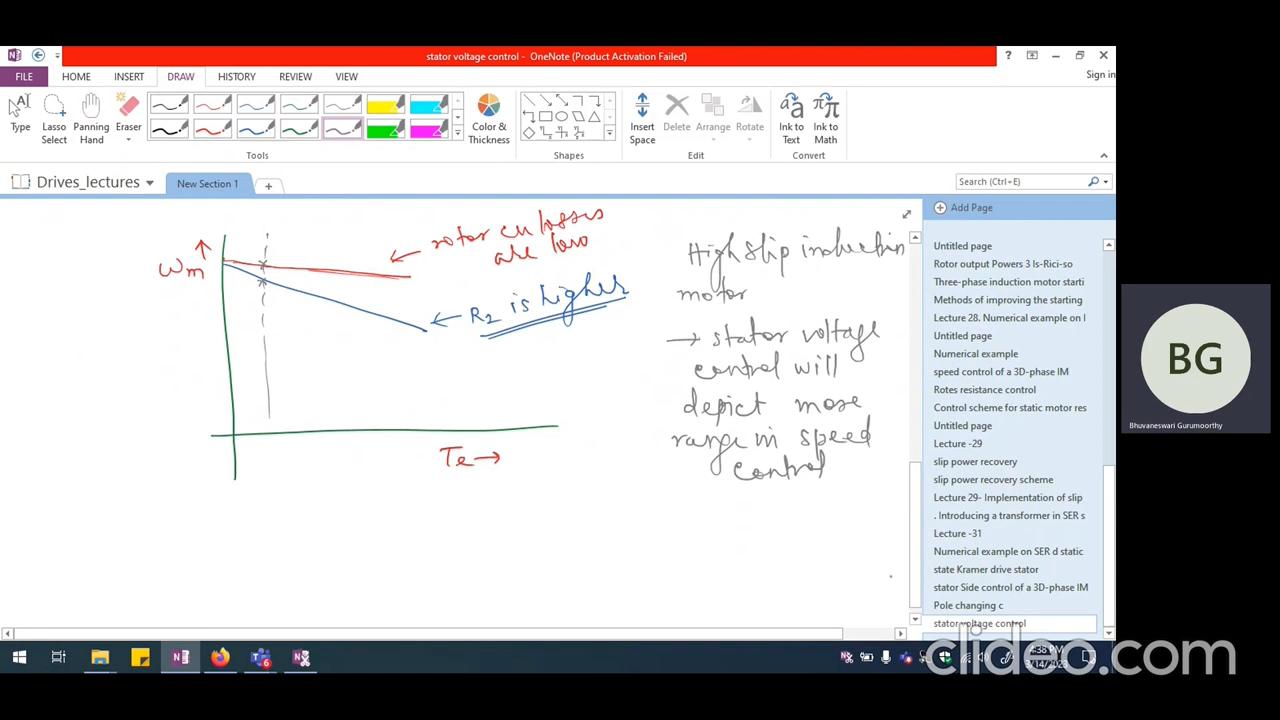 stator voltage control - OneNote (Product Activation Failed)
Sign in
FILE HOME INSERT DRAW HISTORY REVIEW VIEW
Type
Lasso Select
Panning Hand
Eraser
Color & Thickness
Insert Space
Delete
Arrange
Rotate
Ink to Text
Ink to Math
Tools
Shapes
Edit
Convert
Drives_lectures
New Section 1
Search (Ctrl+E)
ωm
rotor cu losses
are low
R2 is higher
Te →
High slip induction
motor
→ stator voltage
control will
depict more
range in speed
control
Add Page
Untitled page
Rotor output Powers 3 Is-Rici-so
Three-phase induction motor starti
Methods of improving the starting
Lecture 28. Numerical example on I
Untitled page
Numerical example
speed control of a 3D-phase IM
Rotes resistance control
Control scheme for static motor res
Untitled page
Lecture -29
slip power recovery
slip power recovery scheme
Lecture 29- Implementation of slip
. Introducing a transformer in SER s
Lecture -31
Numerical example on SER d static
state Kramer drive stator
stator Side control of a 3D-phase IM
Pole changing c
stator voltage control
BG
Bhuvaneswari Gurumoorthy
4:38 PM
clideo.com